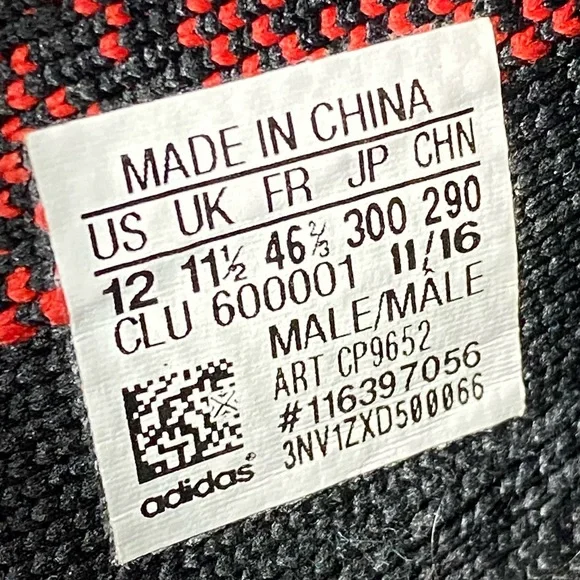 MADE IN CHINA
US UK FR JP CHN
12 11½ 46⅔ 300 290
CLU 600001 11/16
MALE/MÂLE
ART CP9652
#116397056
3NV1ZXD500066
adidas®